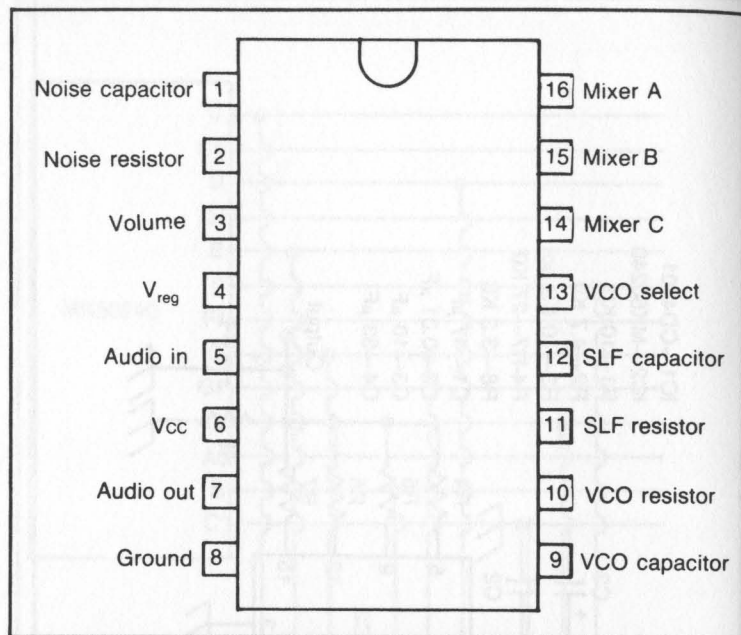 Noise capacitor 1
Noise resistor 2
Volume 3
Vreg 4
Audio in 5
Vcc 6
Audio out 7
Ground 8
16 Mixer A
15 Mixer B
14 Mixer C
13 VCO select
12 SLF capacitor
11 SLF resistor
10 VCO resistor
9 VCO capacitor